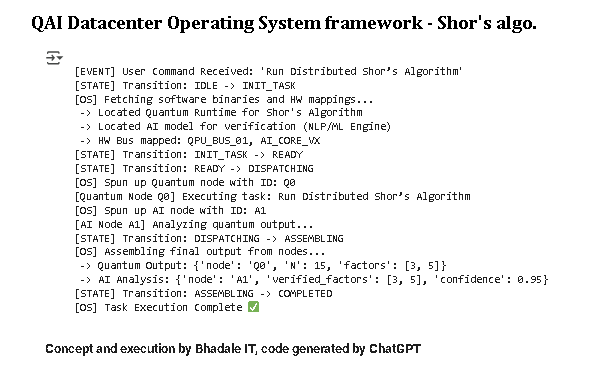 QAI Datacenter Operating System framework - Shor's algo.
[EVENT] User Command Received: 'Run Distributed Shor’s Algorithm'
[STATE] Transition: IDLE -> INIT_TASK
[OS] Fetching software binaries and HW mappings...
-> Located Quantum Runtime for Shor's Algorithm
-> Located AI model for verification (NLP/ML Engine)
-> HW Bus mapped: QPU_BUS_01, AI_CORE_VX
[STATE] Transition: INIT_TASK -> READY
[STATE] Transition: READY -> DISPATCHING
[OS] Spun up Quantum node with ID: Q0
[Quantum Node Q0] Executing task: Run Distributed Shor’s Algorithm
[OS] Spun up AI node with ID: A1
[AI Node A1] Analyzing quantum output...
[STATE] Transition: DISPATCHING -> ASSEMBLING
[OS] Assembling final output from nodes...
-> Quantum Output: {'node': 'Q0', 'N': 15, 'factors': [3, 5]}
-> AI Analysis: {'node': 'A1', 'verified_factors': [3, 5], 'confidence': 0.95}
[STATE] Transition: ASSEMBLING -> COMPLETED
[OS] Task Execution Complete ✅
Concept and execution by Bhadale IT, code generated by ChatGPT